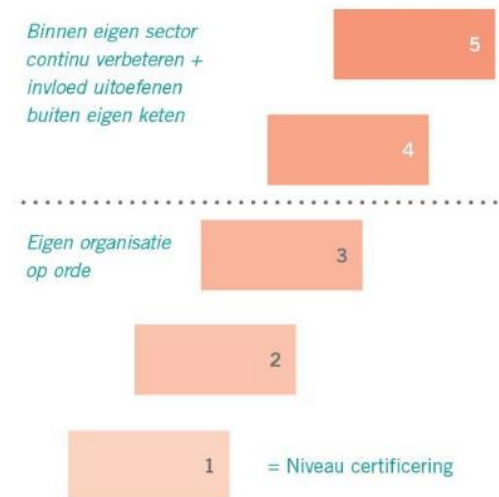 Binnen eigen sector
continu verbeteren +
invloed uitoefenen
buiten eigen keten
5
4
Eigen organisatie
op orde
3
2
1
= Niveau certificering